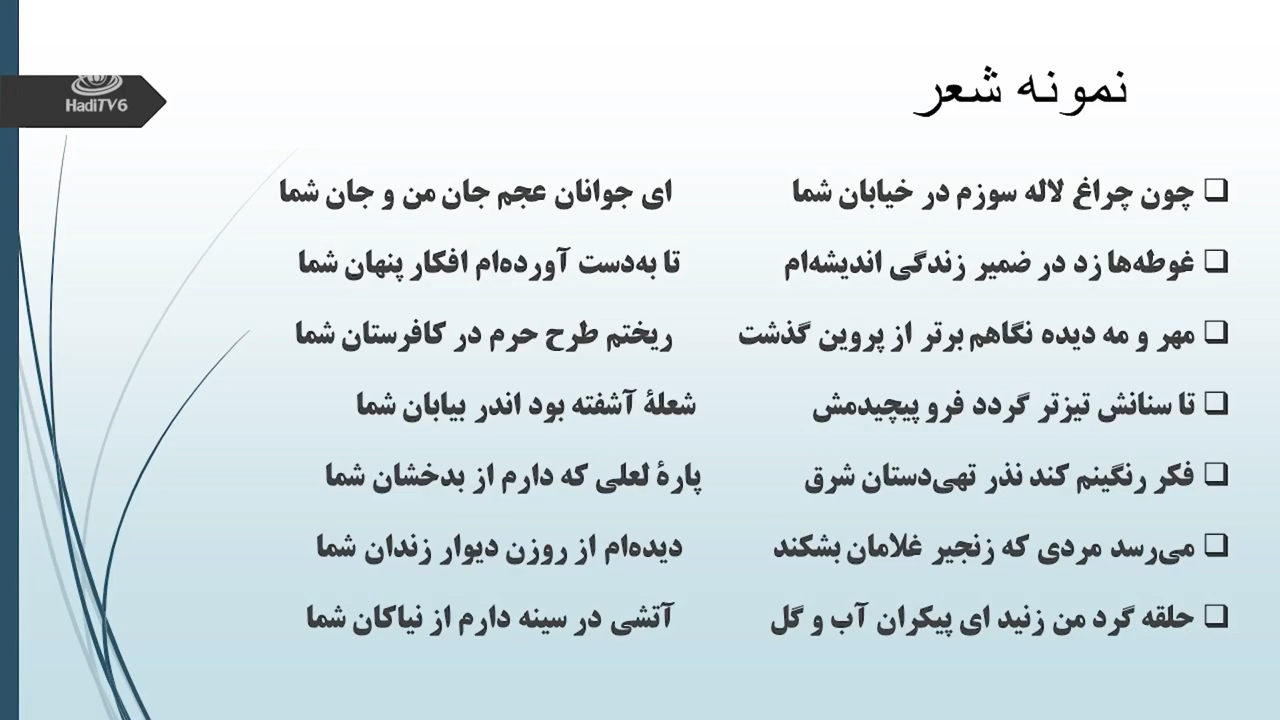 HadiTV6
نمونه شعر
❑ چون چراغ لاله سوزم در خیابان شما ای جوانان عجم جان من و جان شما
❑ غوطه‌ها زد در ضمیر زندگی اندیشه‌ام تا به‌دست آورده‌ام افکار پنهان شما
❑ مهر و مه دیده نگاهم برتر از پروین گذشت ریختم طرح حرم در کافرستان شما
❑ تا سنانش تیزتر گردد فرو پیچیدمش شعلهٔ آشفته بود اندر بیابان شما
❑ فکر رنگینم کند نذر تهی‌دستان شرق پارهٔ لعلی که دارم از بدخشان شما
❑ می‌رسد مردی که زنجیر غلامان بشکند دیده‌ام از روزن دیوار زندان شما
❑ حلقه گرد من زنید ای پیکران آب و گل آتشی در سینه دارم از نیاکان شما